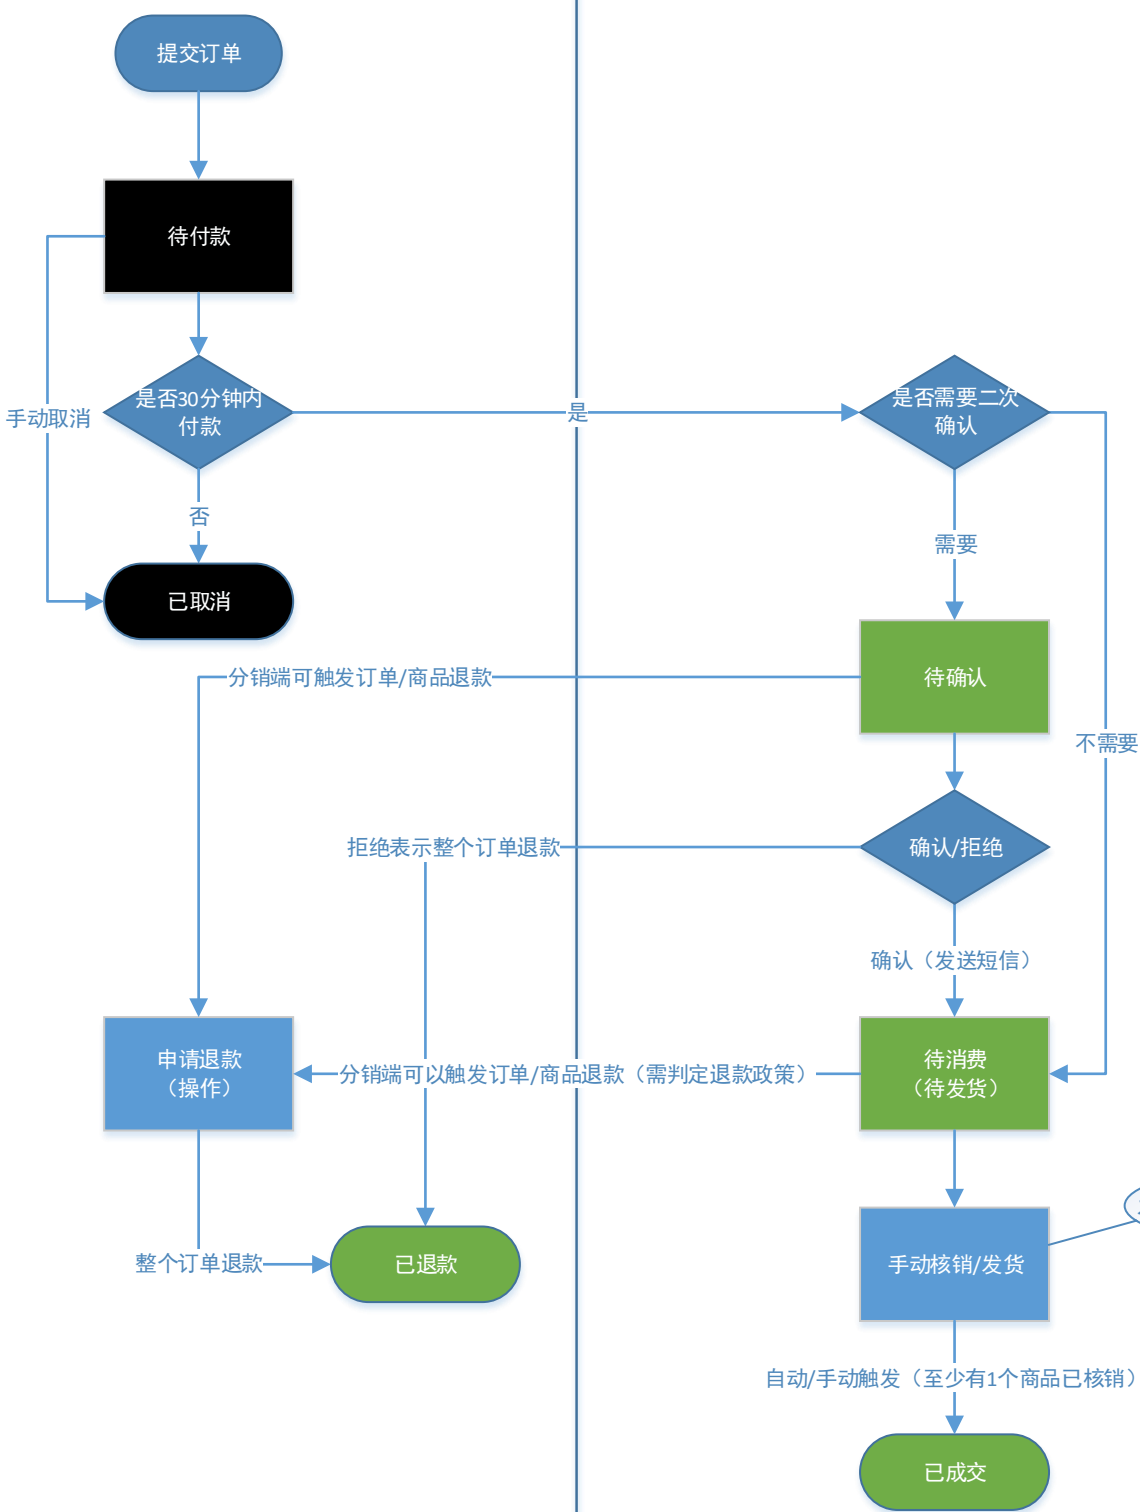 提交订单
待付款
是否30分钟内
付款
是
是否需要二次
确认
手动取消
否
需要
已取消
分销端可触发订单/商品退款
待确认
不需要
拒绝表示整个订单退款
确认/拒绝
确认（发送短信）
申请退款
（操作）
分销端可以触发订单/商品退款（需判定退款政策）
待消费
（待发货）
整个订单退款
已退款
手动核销/发货
自动/手动触发（至少有1个商品已核销）
已成交